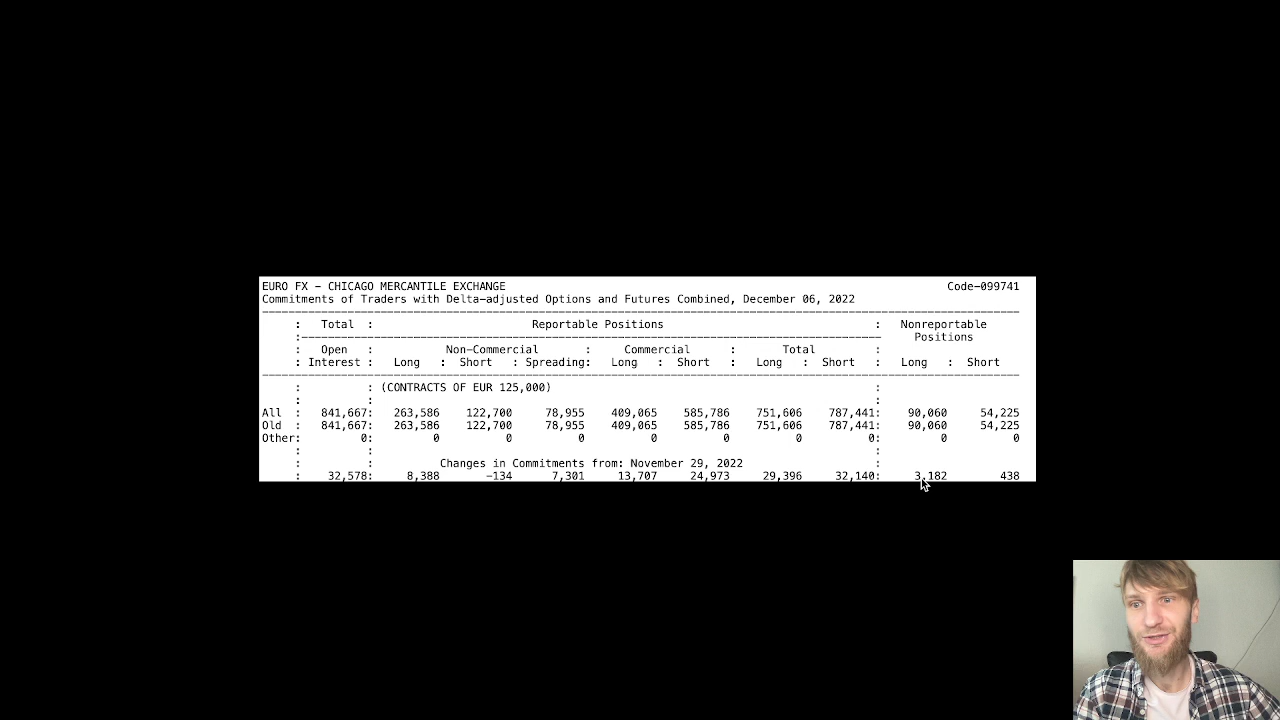 EURO FX - CHICAGO MERCANTILE EXCHANGE Code-099741
Commitments of Traders with Delta-adjusted Options and Futures Combined, December 06, 2022
: Total : Reportable Positions : Nonreportable
Positions
: Open : Non-Commercial : Commercial : Total :
: Interest : Long : Short : Spreading: Long : Short : Long : Short : Long : Short
: : (CONTRACTS OF EUR 125,000) :
: : :
All : 841,667: 263,586 122,700 78,955 409,065 585,786 751,606 787,441: 90,060 54,225
Old : 841,667: 263,586 122,700 78,955 409,065 585,786 751,606 787,441: 90,060 54,225
Other: 0: 0 0 0 0 0 0 0: 0 0
: : :
: : Changes in Commitments from: November 29, 2022 :
: 32,578: 8,388 -134 7,301 13,707 24,973 29,396 32,140: 3,182 438